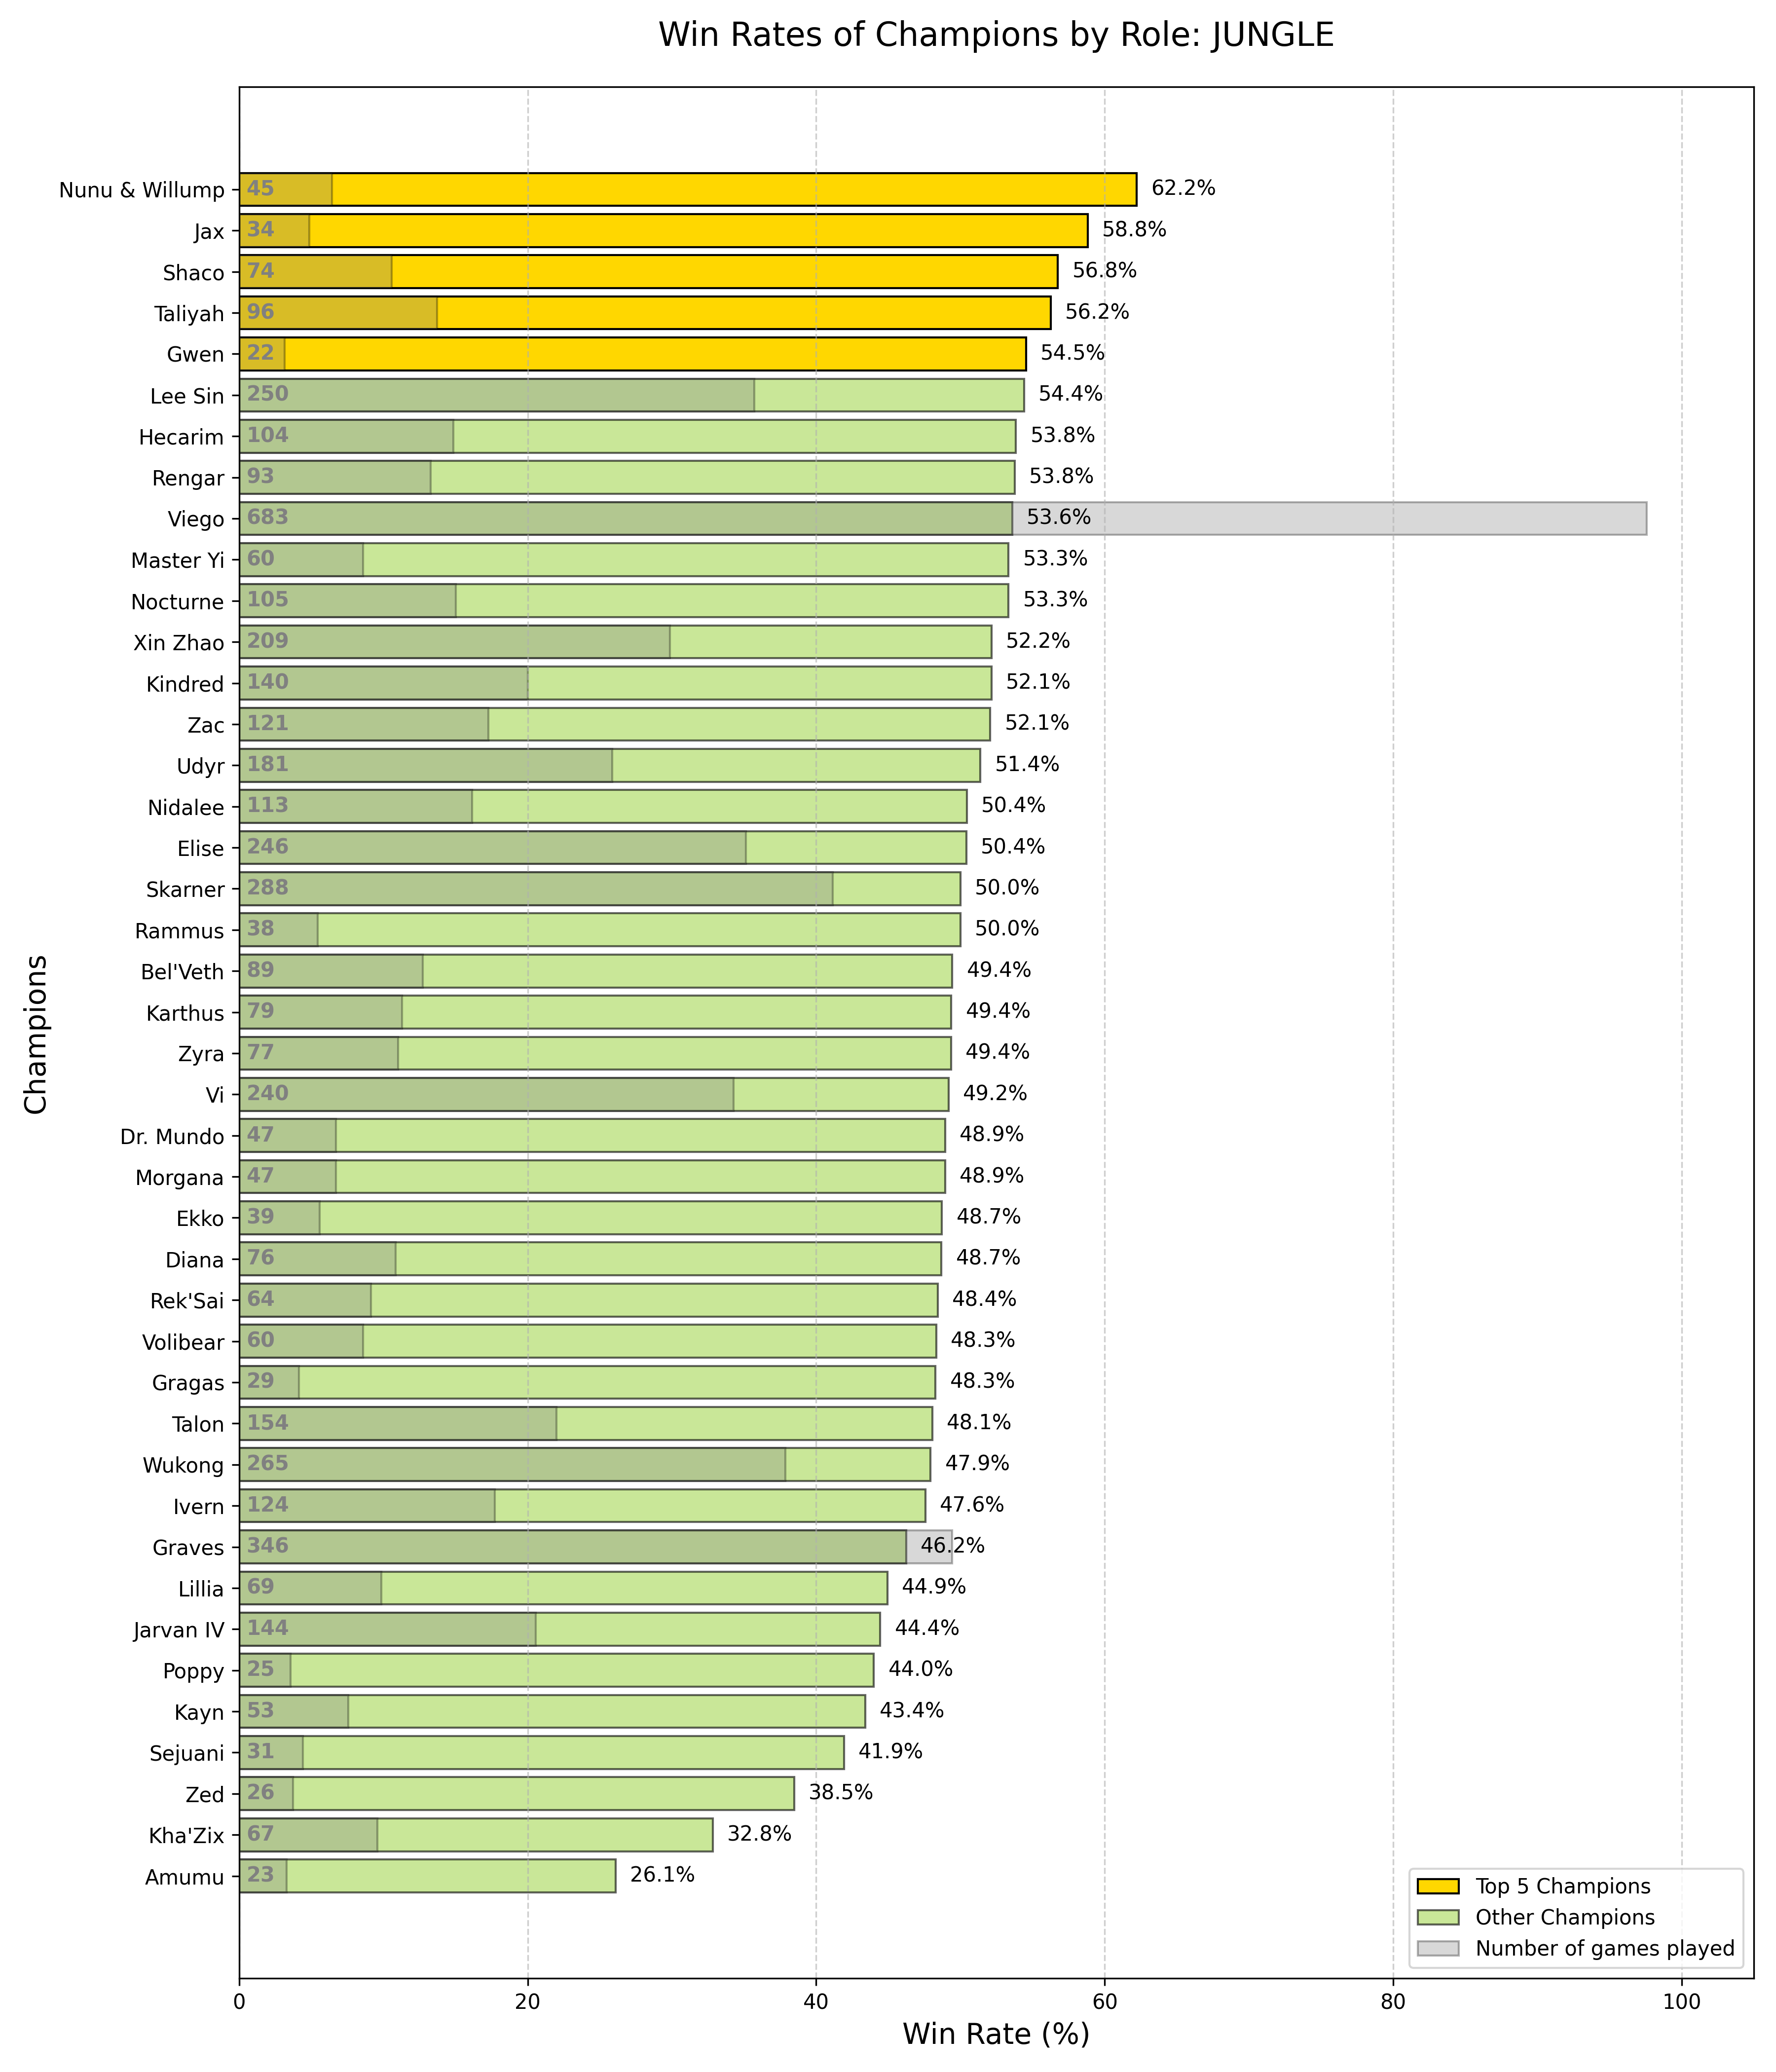 Win Rates of Champions by Role: JUNGLE
Champions
Nunu & Willump 45 62.2%
Jax 34 58.8%
Shaco 74 56.8%
Taliyah 96 56.2%
Gwen 22 54.5%
Lee Sin 250 54.4%
Hecarim 104 53.8%
Rengar 93 53.8%
Viego 683 53.6%
Master Yi 60 53.3%
Nocturne 105 53.3%
Xin Zhao 209 52.2%
Kindred 140 52.1%
Zac 121 52.1%
Udyr 181 51.4%
Nidalee 113 50.4%
Elise 246 50.4%
Skarner 288 50.0%
Rammus 38 50.0%
Bel'Veth 89 49.4%
Karthus 79 49.4%
Zyra 77 49.4%
Vi 240 49.2%
Dr. Mundo 47 48.9%
Morgana 47 48.9%
Ekko 39 48.7%
Diana 76 48.7%
Rek'Sai 64 48.4%
Volibear 60 48.3%
Gragas 29 48.3%
Talon 154 48.1%
Wukong 265 47.9%
Ivern 124 47.6%
Graves 346 46.2%
Lillia 69 44.9%
Jarvan IV 144 44.4%
Poppy 25 44.0%
Kayn 53 43.4%
Sejuani 31 41.9%
Zed 26 38.5%
Kha'Zix 67 32.8%
Amumu 23 26.1%
Top 5 Champions
Other Champions
Number of games played
0 20 40 60 80 100
Win Rate (%)